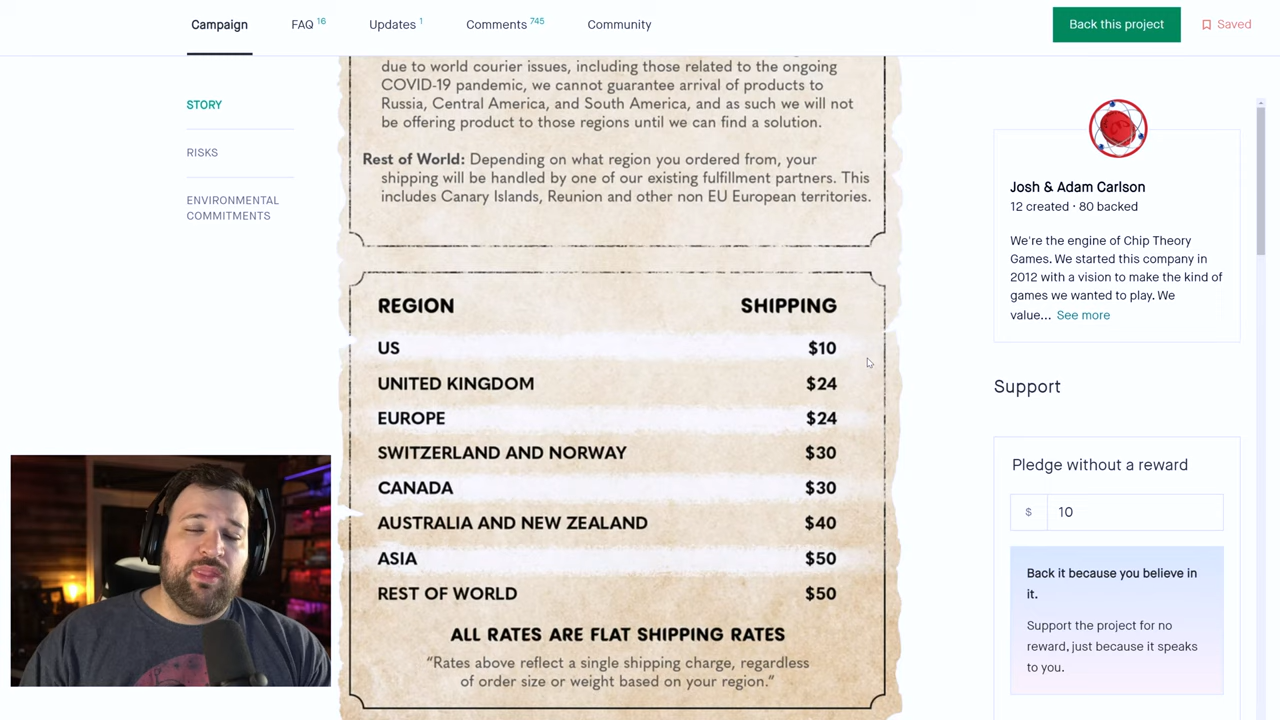 Campaign
FAQ 16
Updates 1
Comments 745
Community
Back this project
Saved
STORY
RISKS
ENVIRONMENTAL
COMMITMENTS
due to world courier issues, including those related to the ongoing
COVID-19 pandemic, we cannot guarantee arrival of products to
Russia, Central America, and South America, and as such we will not
be offering product to those regions until we can find a solution.
Rest of World: Depending on what region you ordered from, your
shipping will be handled by one of our existing fulfillment partners. This
includes Canary Islands, Reunion and other non EU European territories.
REGION SHIPPING
US $10
UNITED KINGDOM $24
EUROPE $24
SWITZERLAND AND NORWAY $30
CANADA $30
AUSTRALIA AND NEW ZEALAND $40
ASIA $50
REST OF WORLD $50
ALL RATES ARE FLAT SHIPPING RATES
“Rates above reflect a single shipping charge, regardless
of order size or weight based on your region.”
Josh & Adam Carlson
12 created · 80 backed
We're the engine of Chip Theory
Games. We started this company in
2012 with a vision to make the kind of
games we wanted to play. We
value... See more
Support
Pledge without a reward
$ 10
Back it because you believe in
it.
Support the project for no
reward, just because it speaks
to you.